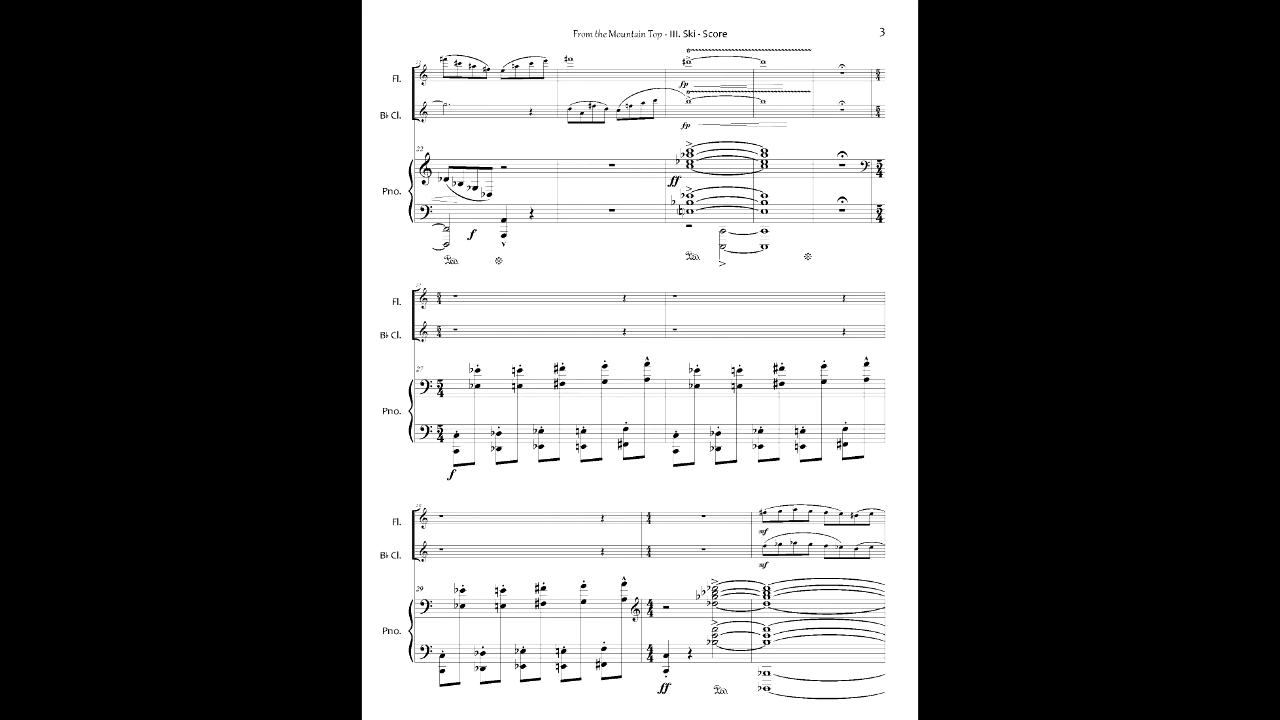 From the Mountain Top - III. Ski - Score
3
Fl.
fp
B♭ Cl.
fp
22
Pno.
ff
f
Fl.
B♭ Cl.
27
Pno.
f
Fl.
mf
B♭ Cl.
mf
29
Pno.
ff